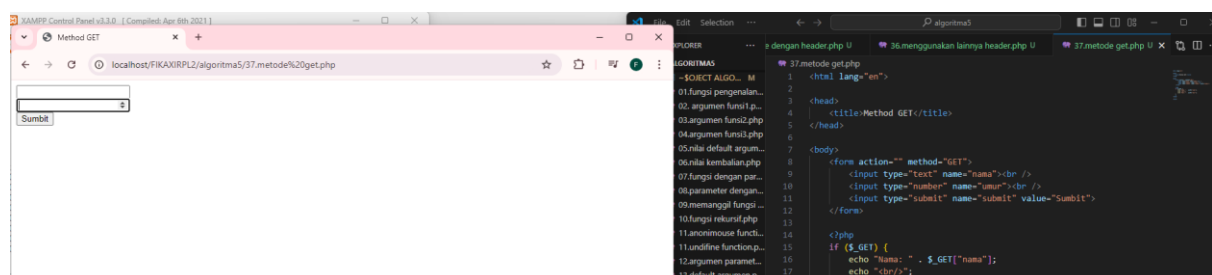 XAMPP Control Panel v3.3.0 [ Compiled: Apr 6th 2021 ]
Method GET
localhost/FIKAXIRPL2/algoritma5/37.metode%20get.php
F
Sumbit
File Edit Selection ...
algoritma5
EXPLORER ...
e dengan header.php U
36.menggunakan lainnya header.php U
37.metode get.php U
ALGORITMA5
~$OJECT ALGO... M
01.fungsi pengenalan...
02. argumen funsi1.p...
03.argumen funsi2.php
04.argumen funsi3.php
05.nilai default argum...
06.nilai kembalian.php
07.fungsi dengan par...
08.parameter dengan...
09.memanggil fungsi ...
10.fungsi rekursif.php
11.anonimouse functi...
11.undifine function.p...
12.argumen paramet...
37.metode get.php
1 <html lang="en">
2
3 <head>
4 <title>Method GET</title>
5 </head>
6
7 <body>
8 <form action="" method="GET">
9 <input type="text" name="nama"><br />
10 <input type="number" name="umur"><br />
11 <input type="submit" name="submit" value="Sumbit">
12 </form>
13
14 <?php
15 if ($_GET) {
16 echo "Nama: " . $_GET["nama"];
17 echo "<br/>";